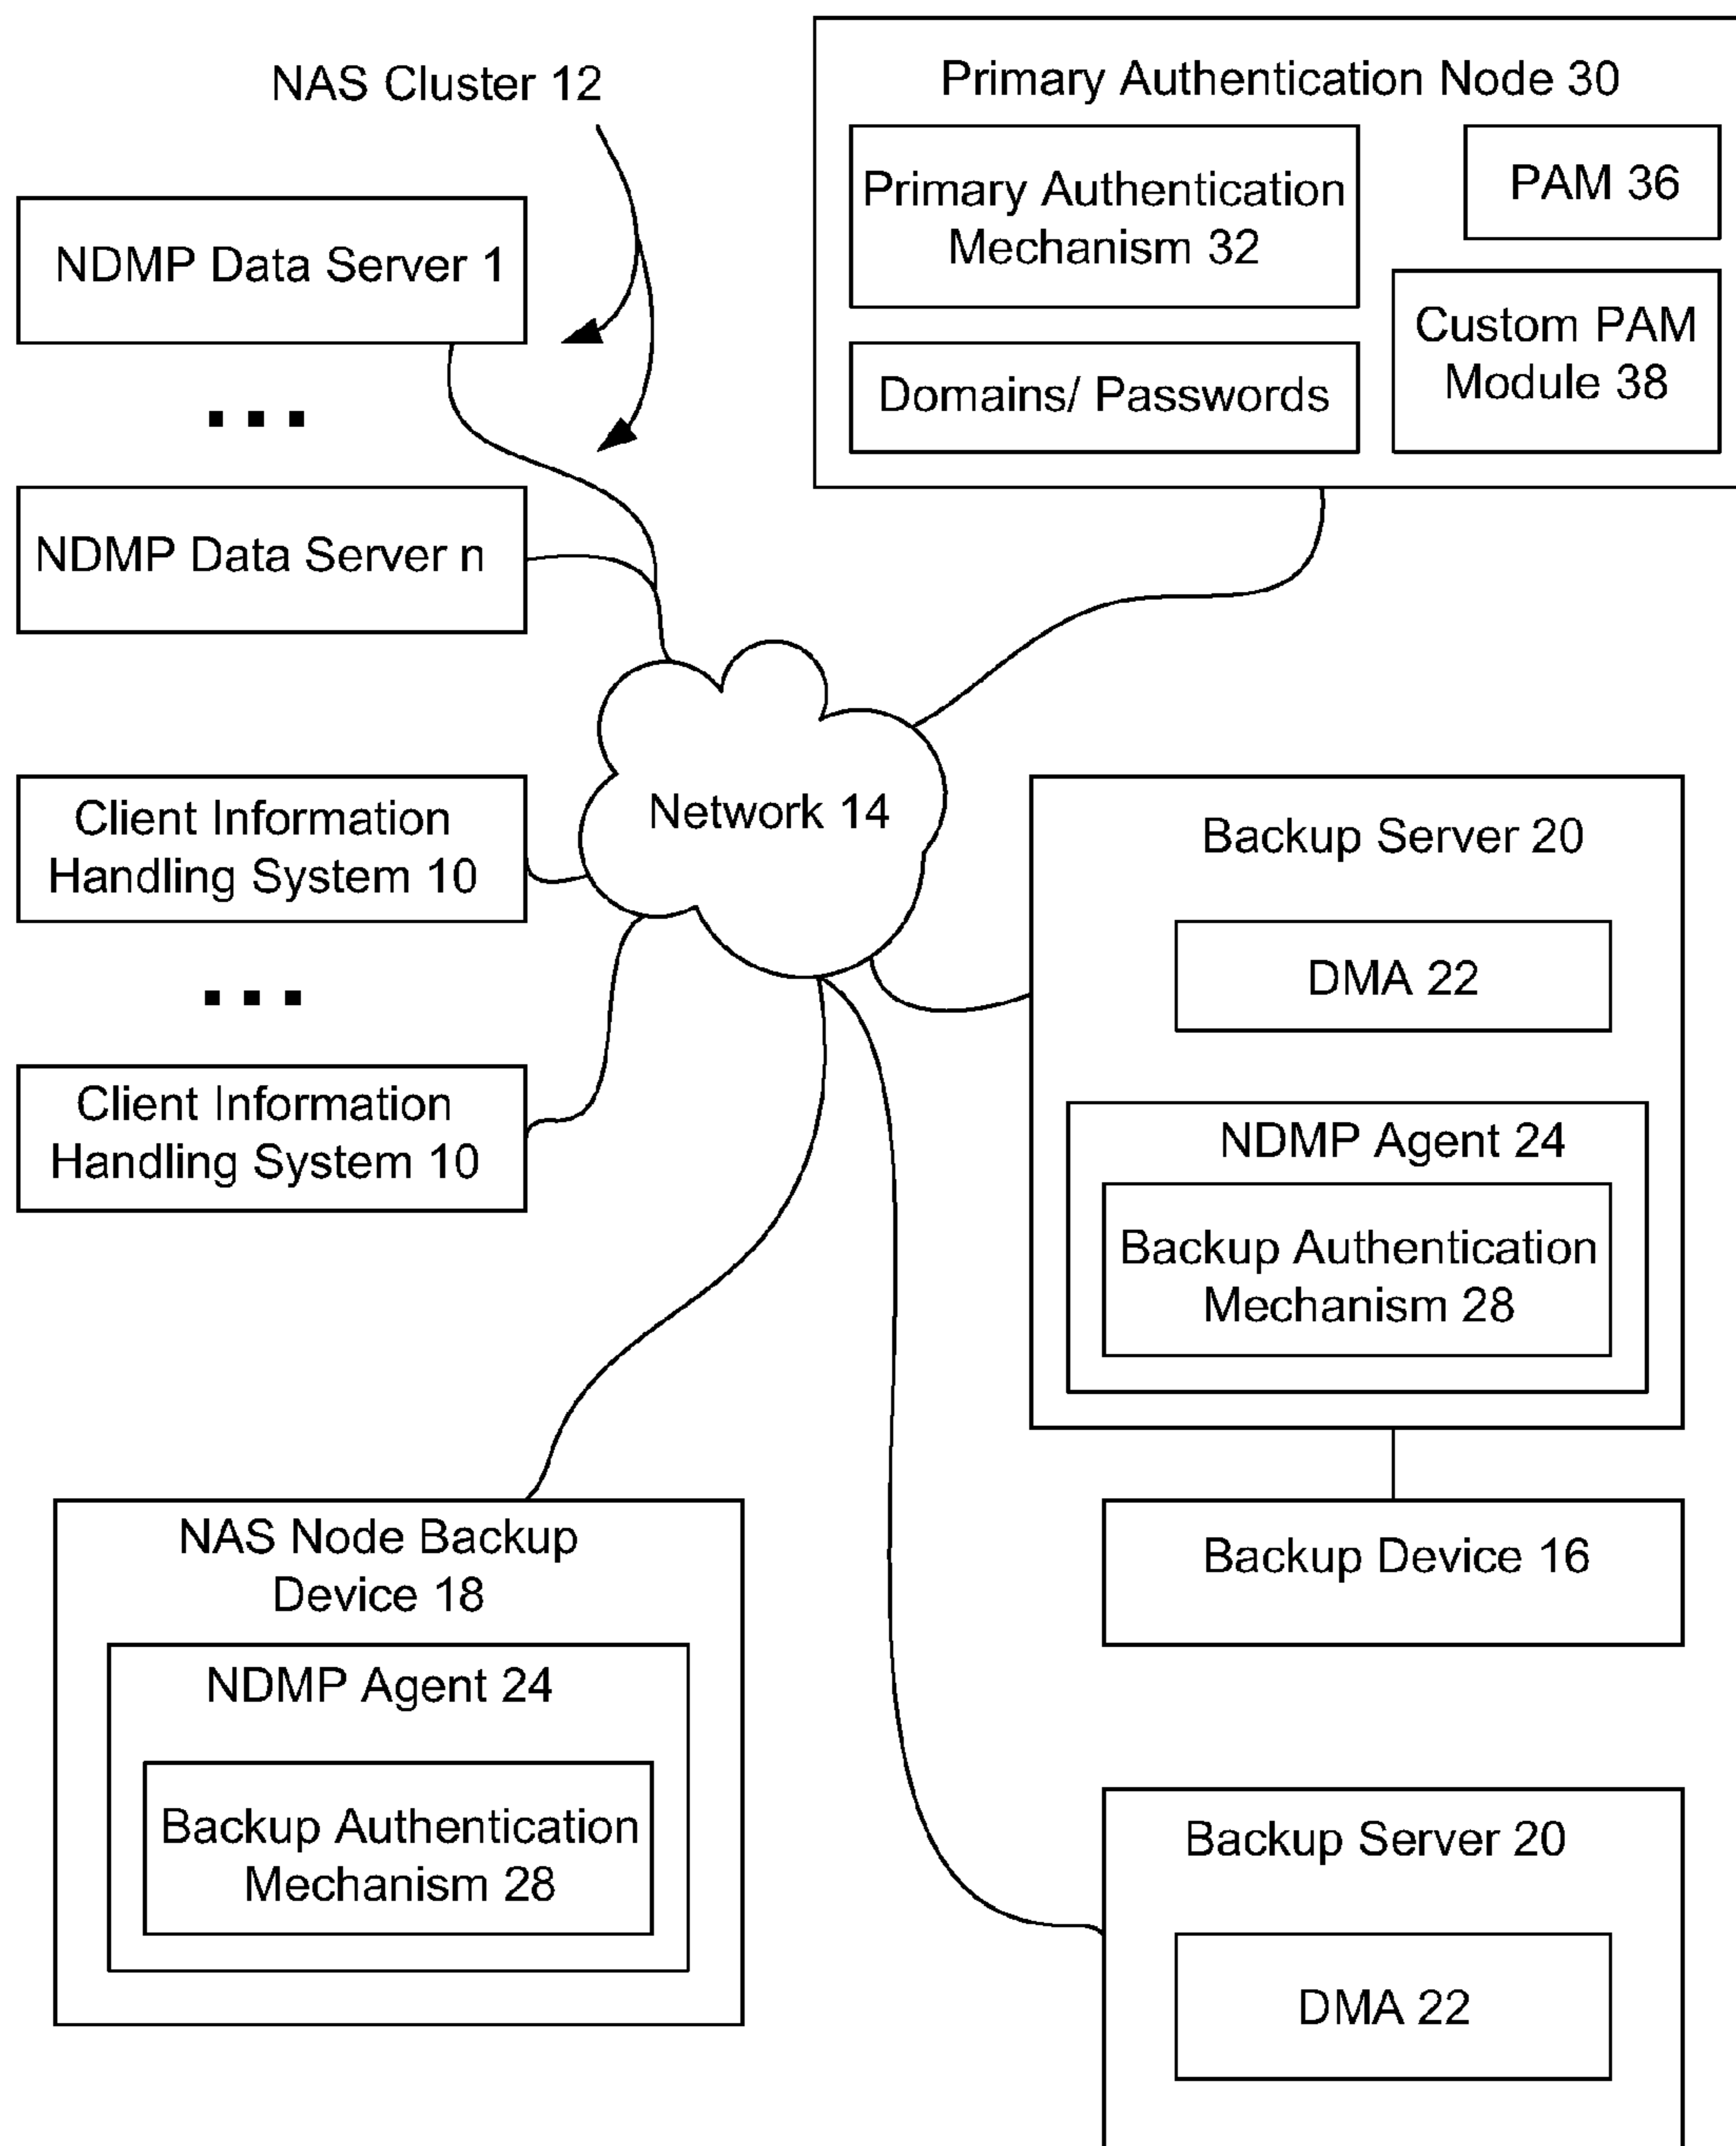 NAS Cluster 12
NDMP Data Server 1
...
NDMP Data Server n
Primary Authentication Node 30
Primary Authentication
Mechanism 32
PAM 36
Domains/ Passwords
Custom PAM
Module 38
Network 14
Client Information
Handling System 10
...
Client Information
Handling System 10
Backup Server 20
DMA 22
NDMP Agent 24
Backup Authentication
Mechanism 28
Backup Device 16
NAS Node Backup
Device 18
NDMP Agent 24
Backup Authentication
Mechanism 28
Backup Server 20
DMA 22